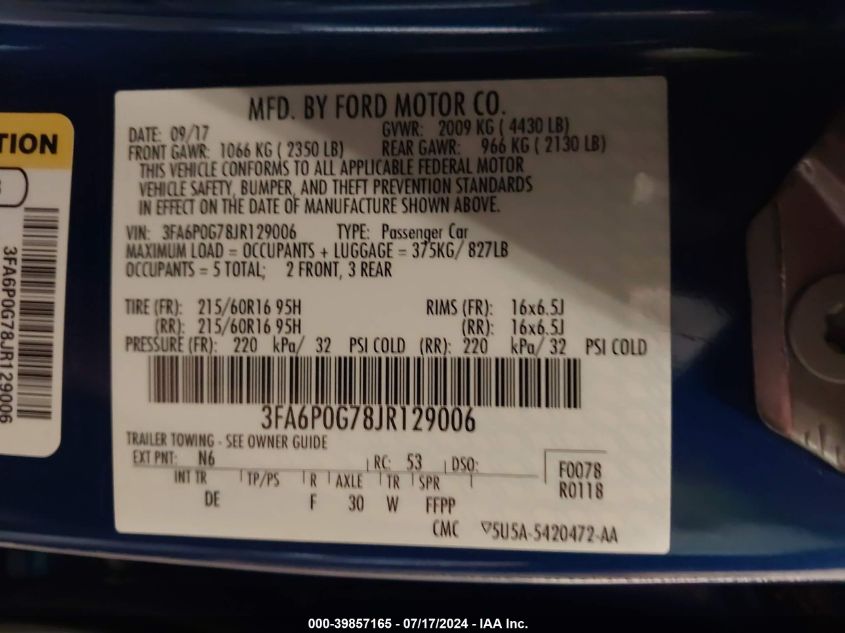 TION
3FA6P0G78JR129006
MFD. BY FORD MOTOR CO.
DATE: 09/17 GVWR: 2009 KG ( 4430 LB)
FRONT GAWR: 1066 KG ( 2350 LB) REAR GAWR: 966 KG ( 2130 LB)
THIS VEHICLE CONFORMS TO ALL APPLICABLE FEDERAL MOTOR
VEHICLE SAFETY, BUMPER, AND THEFT PREVENTION STANDARDS
IN EFFECT ON THE DATE OF MANUFACTURE SHOWN ABOVE.
VIN: 3FA6P0G78JR129006 TYPE: Passenger Car
MAXIMUM LOAD = OCCUPANTS + LUGGAGE = 375KG/ 827LB
OCCUPANTS = 5 TOTAL; 2 FRONT, 3 REAR
TIRE (FR): 215/60R16 95H RIMS (FR): 16x6.5J
(RR): 215/60R16 95H (RR): 16x6.5J
PRESSURE (FR): 220 kPa/ 32 PSI COLD (RR): 220 kPa/ 32 PSI COLD
3FA6P0G78JR129006
TRAILER TOWING - SEE OWNER GUIDE
EXT PNT: N6 RC: 53 DSO: F0078
INT TR TP/PS R AXLE TR SPR R0118
DE F 30 W FFPP
CMC ▽5U5A-5420472-AA
000-39857165 - 07/17/2024 - IAA Inc.